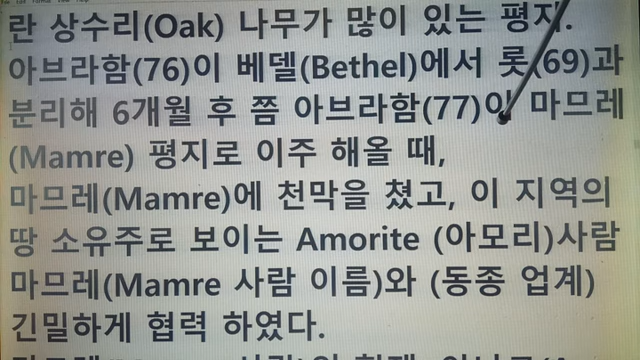 란 상수리(Oak) 나무가 많이 있는 평지.
아브라함(76)이 베델(Bethel)에서 롯(69)과
분리해 6개월 후 쯤 아브라함(77)이 마므레
(Mamre) 평지로 이주 해올 때,
마므레(Mamre)에 천막을 쳤고, 이 지역의
땅 소유주로 보이는 Amorite (아모리)사람
마므레(Mamre 사람 이름)와 (동종 업계)
긴밀하게 협력 하였다.